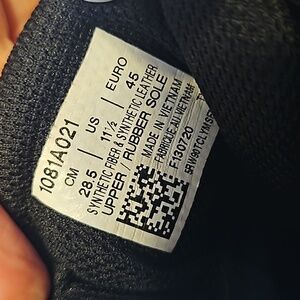 1081A021
CM | US | EURO
28.5 | 11½ | 45
SYNTHETIC FIBER & SYNTHETIC LEATHER
UPPER / RUBBER SOLE
MADE IN VIETNAM
FABRIQUÉ AU VIETNAM
F130720